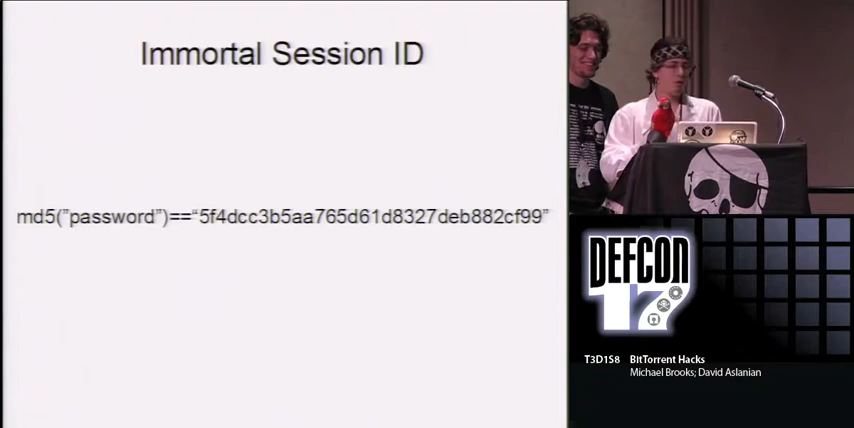 Immortal Session ID
md5("password")=="5f4dcc3b5aa765d61d8327deb882cf99"
DEFCON
17
T3D1S8 BitTorrent Hacks
Michael Brooks; David Aslanian